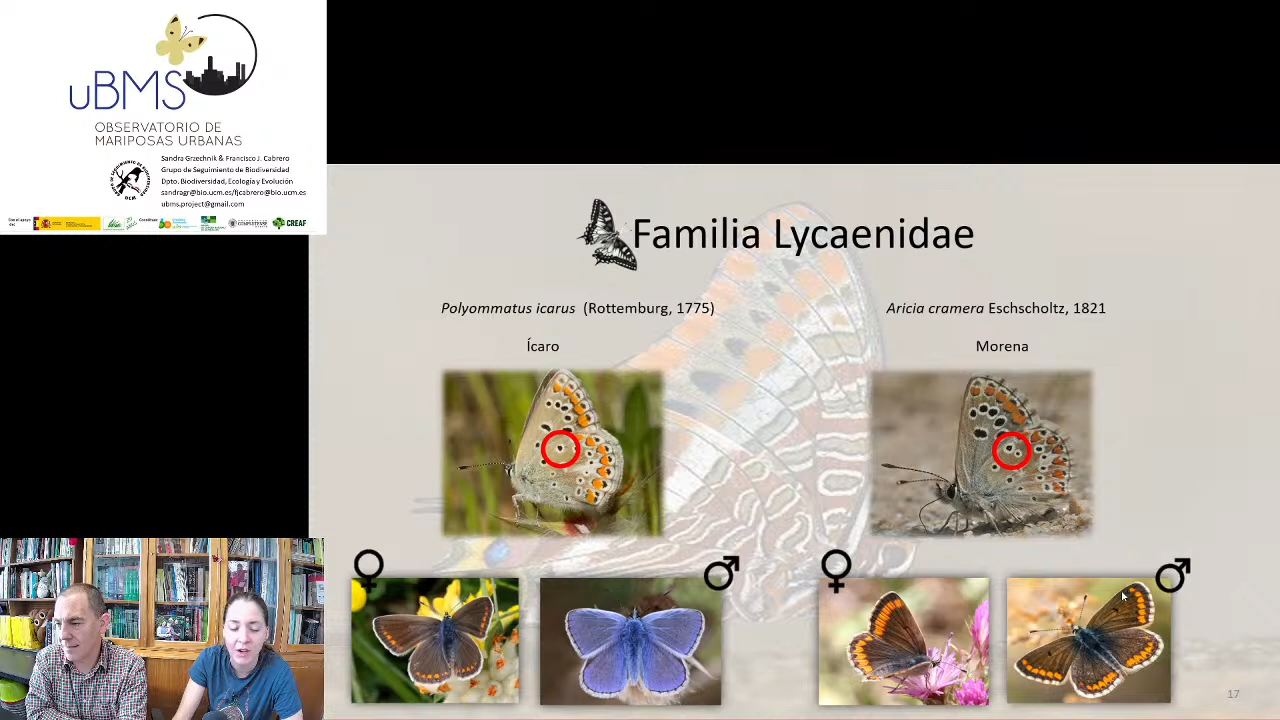 uBMS
OBSERVATORIO DE
MARIPOSAS URBANAS
Sandra Grzechnik & Francisco J. Cabrero
Grupo de Seguimiento de Biodiversidad
Dpto. Biodiversidad, Ecología y Evolución
sandragr@bio.ucm.es/fjcabrero@bio.ucm.es
ubms.project@gmail.com
CREAF
Familia Lycaenidae
Polyommatus icarus (Rottemburg, 1775)
Aricia cramera Eschscholtz, 1821
Ícaro
Morena
17